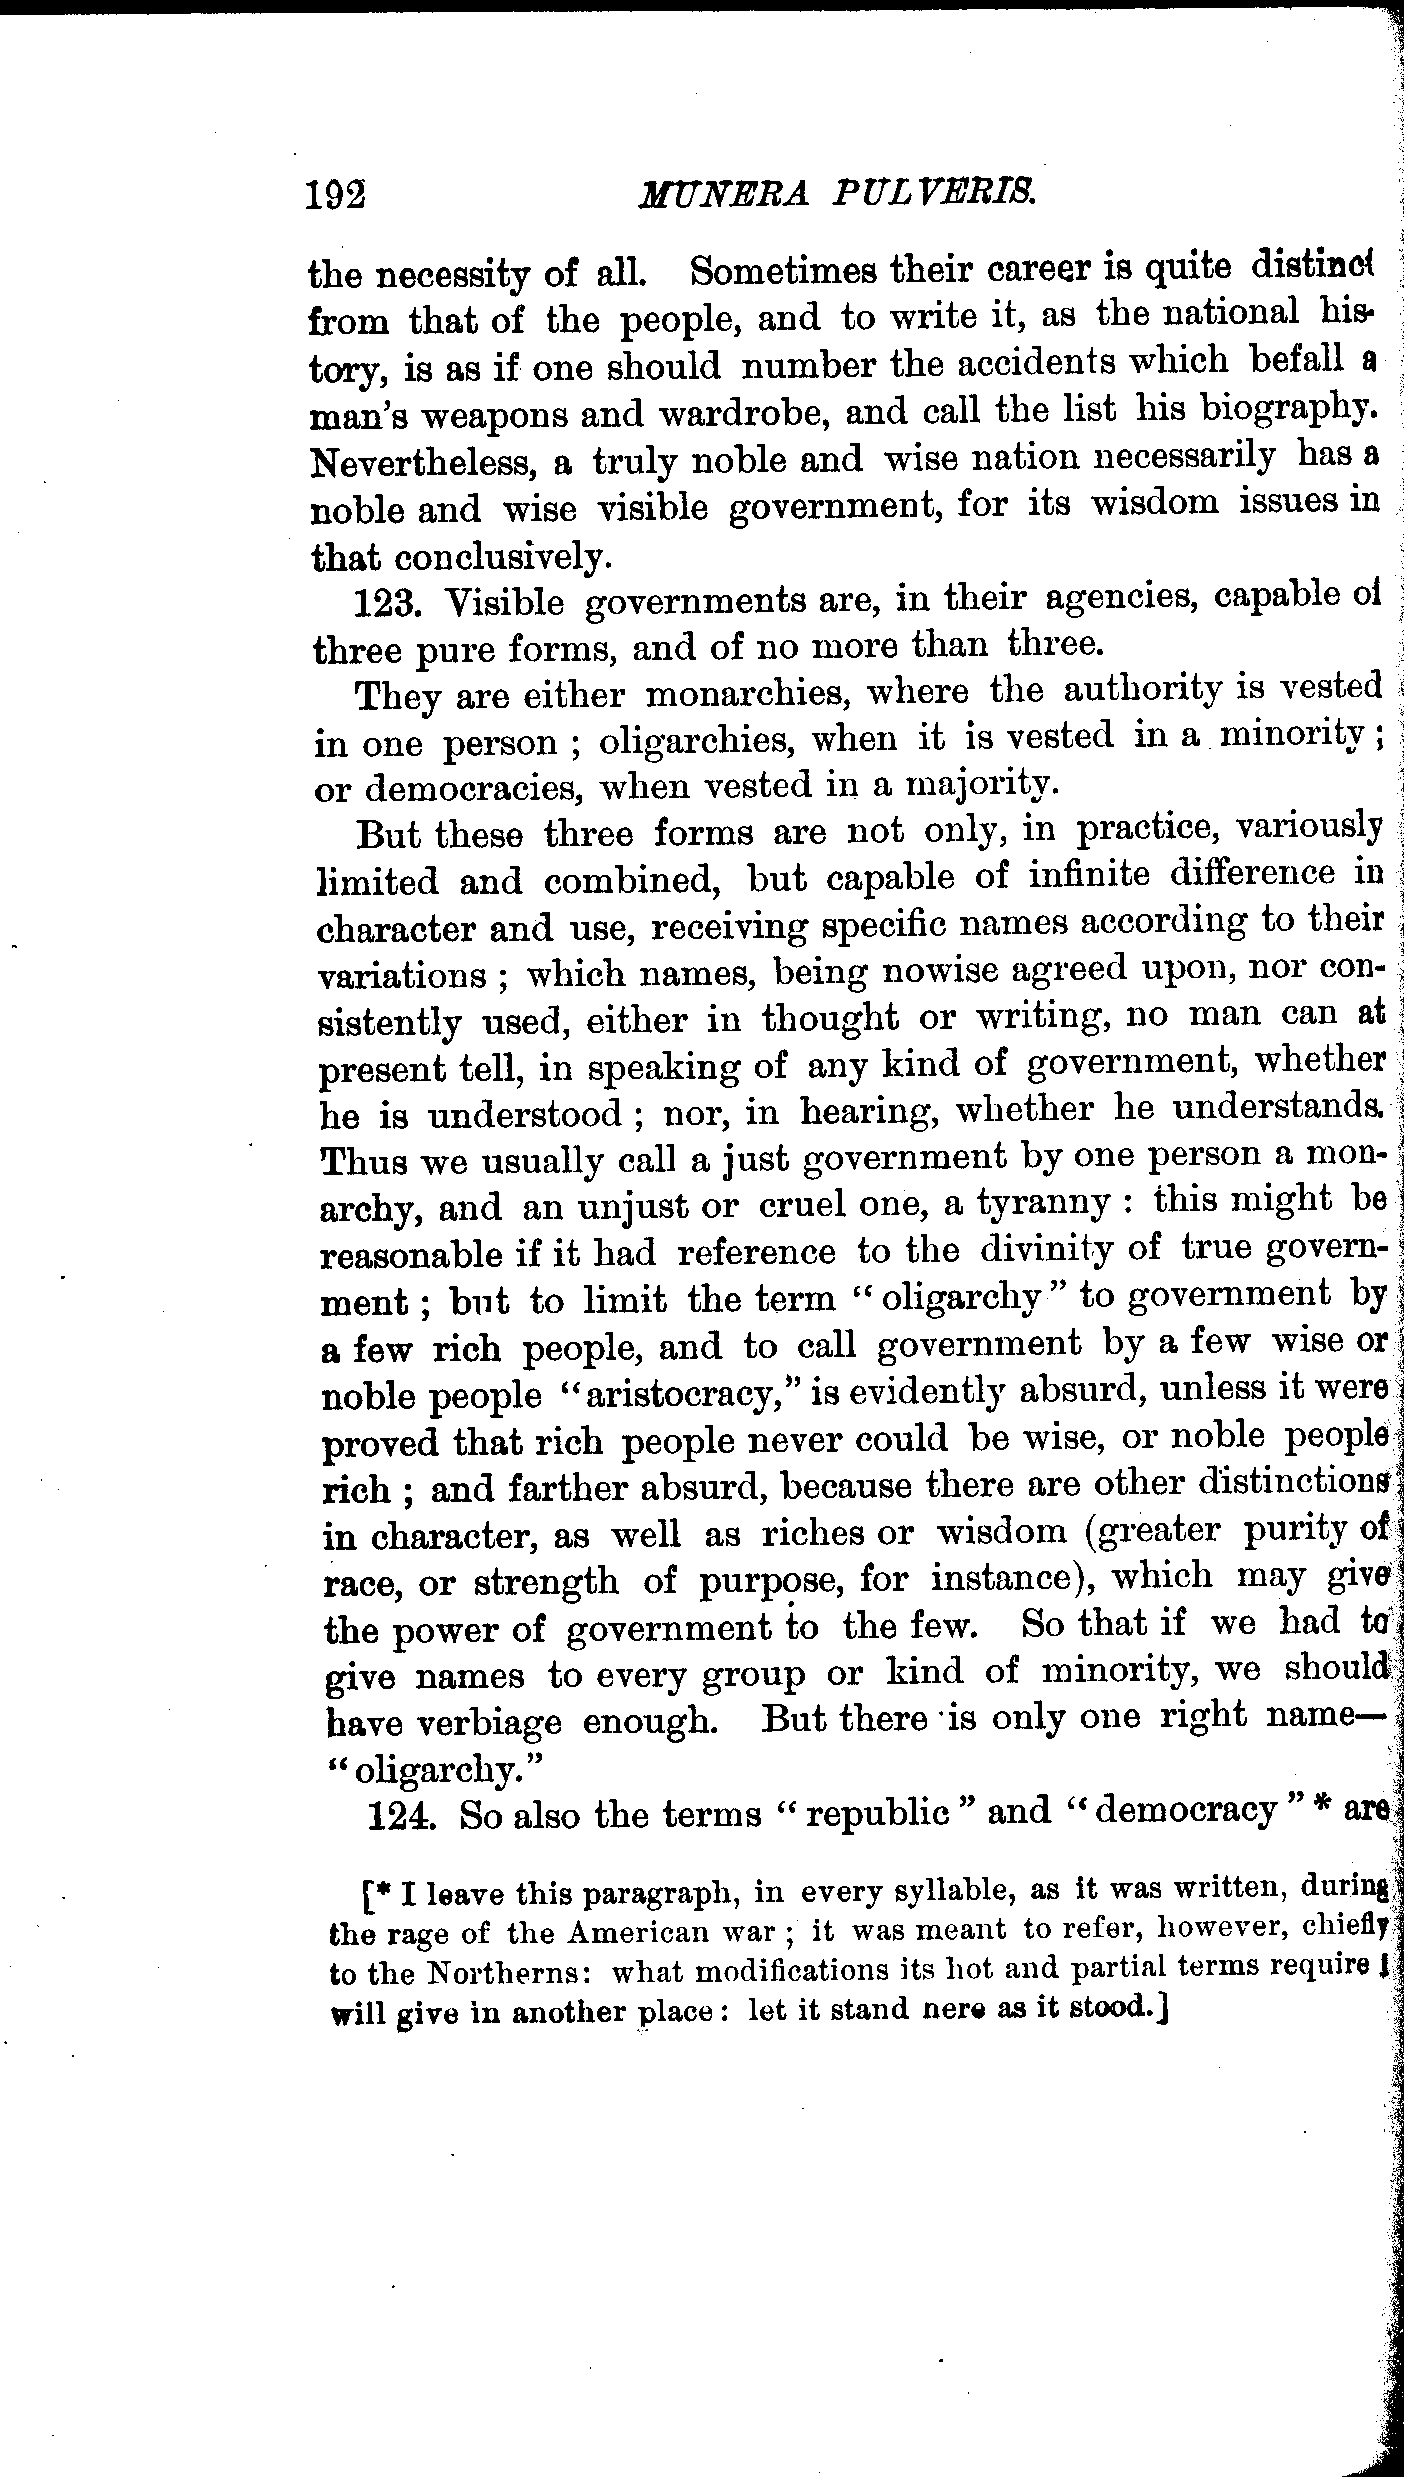 192 MUNERA PULVERIS.
the necessity of all. Sometimes their career is quite distinct
from that of the people, and to write it, as the national his-
tory, is as if one should number the accidents which befall a
man's weapons and wardrobe, and call the list his biography.
Nevertheless, a truly noble and wise nation necessarily has a
noble and wise visible government, for its wisdom issues in
that conclusively.
123. Visible governments are, in their agencies, capable of
three pure forms, and of no more than three.
They are either monarchies, where the authority is vested
in one person ; oligarchies, when it is vested in a minority ;
or democracies, when vested in a majority.
But these three forms are not only, in practice, variously
limited and combined, but capable of infinite difference in
character and use, receiving specific names according to their
variations ; which names, being nowise agreed upon, nor con-
sistently used, either in thought or writing, no man can at
present tell, in speaking of any kind of government, whether
he is understood ; nor, in hearing, whether he understands.
Thus we usually call a just government by one person a mon-
archy, and an unjust or cruel one, a tyranny : this might be
reasonable if it had reference to the divinity of true govern-
ment ; but to limit the term "oligarchy" to government by
a few rich people, and to call government by a few wise or
noble people "aristocracy," is evidently absurd, unless it were
proved that rich people never could be wise, or noble people
rich ; and farther absurd, because there are other distinctions
in character, as well as riches or wisdom (greater purity of
race, or strength of purpose, for instance), which may give
the power of government to the few. So that if we had to
give names to every group or kind of minority, we should
have verbiage enough. But there is only one right name—
"oligarchy."
124. So also the terms "republic" and "democracy" * are
[* I leave this paragraph, in every syllable, as it was written, during
the rage of the American war ; it was meant to refer, however, chiefly
to the Northerns: what modifications its hot and partial terms require I
will give in another place: let it stand here as it stood.]